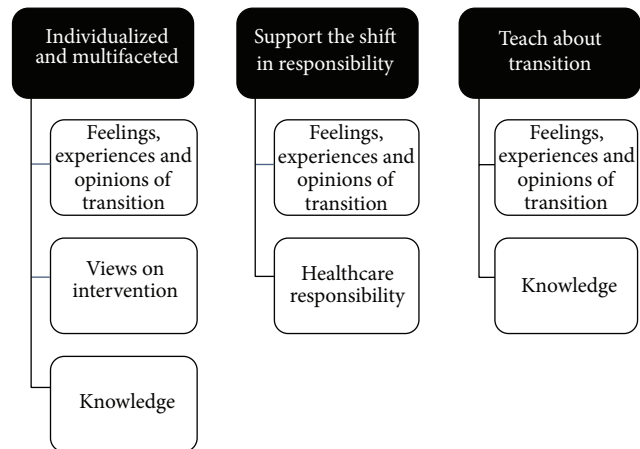 Individualized
and multifaceted
Feelings,
experiences and
opinions of
transition
Views on
intervention
Knowledge
Support the shift
in responsibility
Feelings,
experiences and
opinions of
transition
Healthcare
responsibility
Teach about
transition
Feelings,
experiences and
opinions of
transition
Knowledge